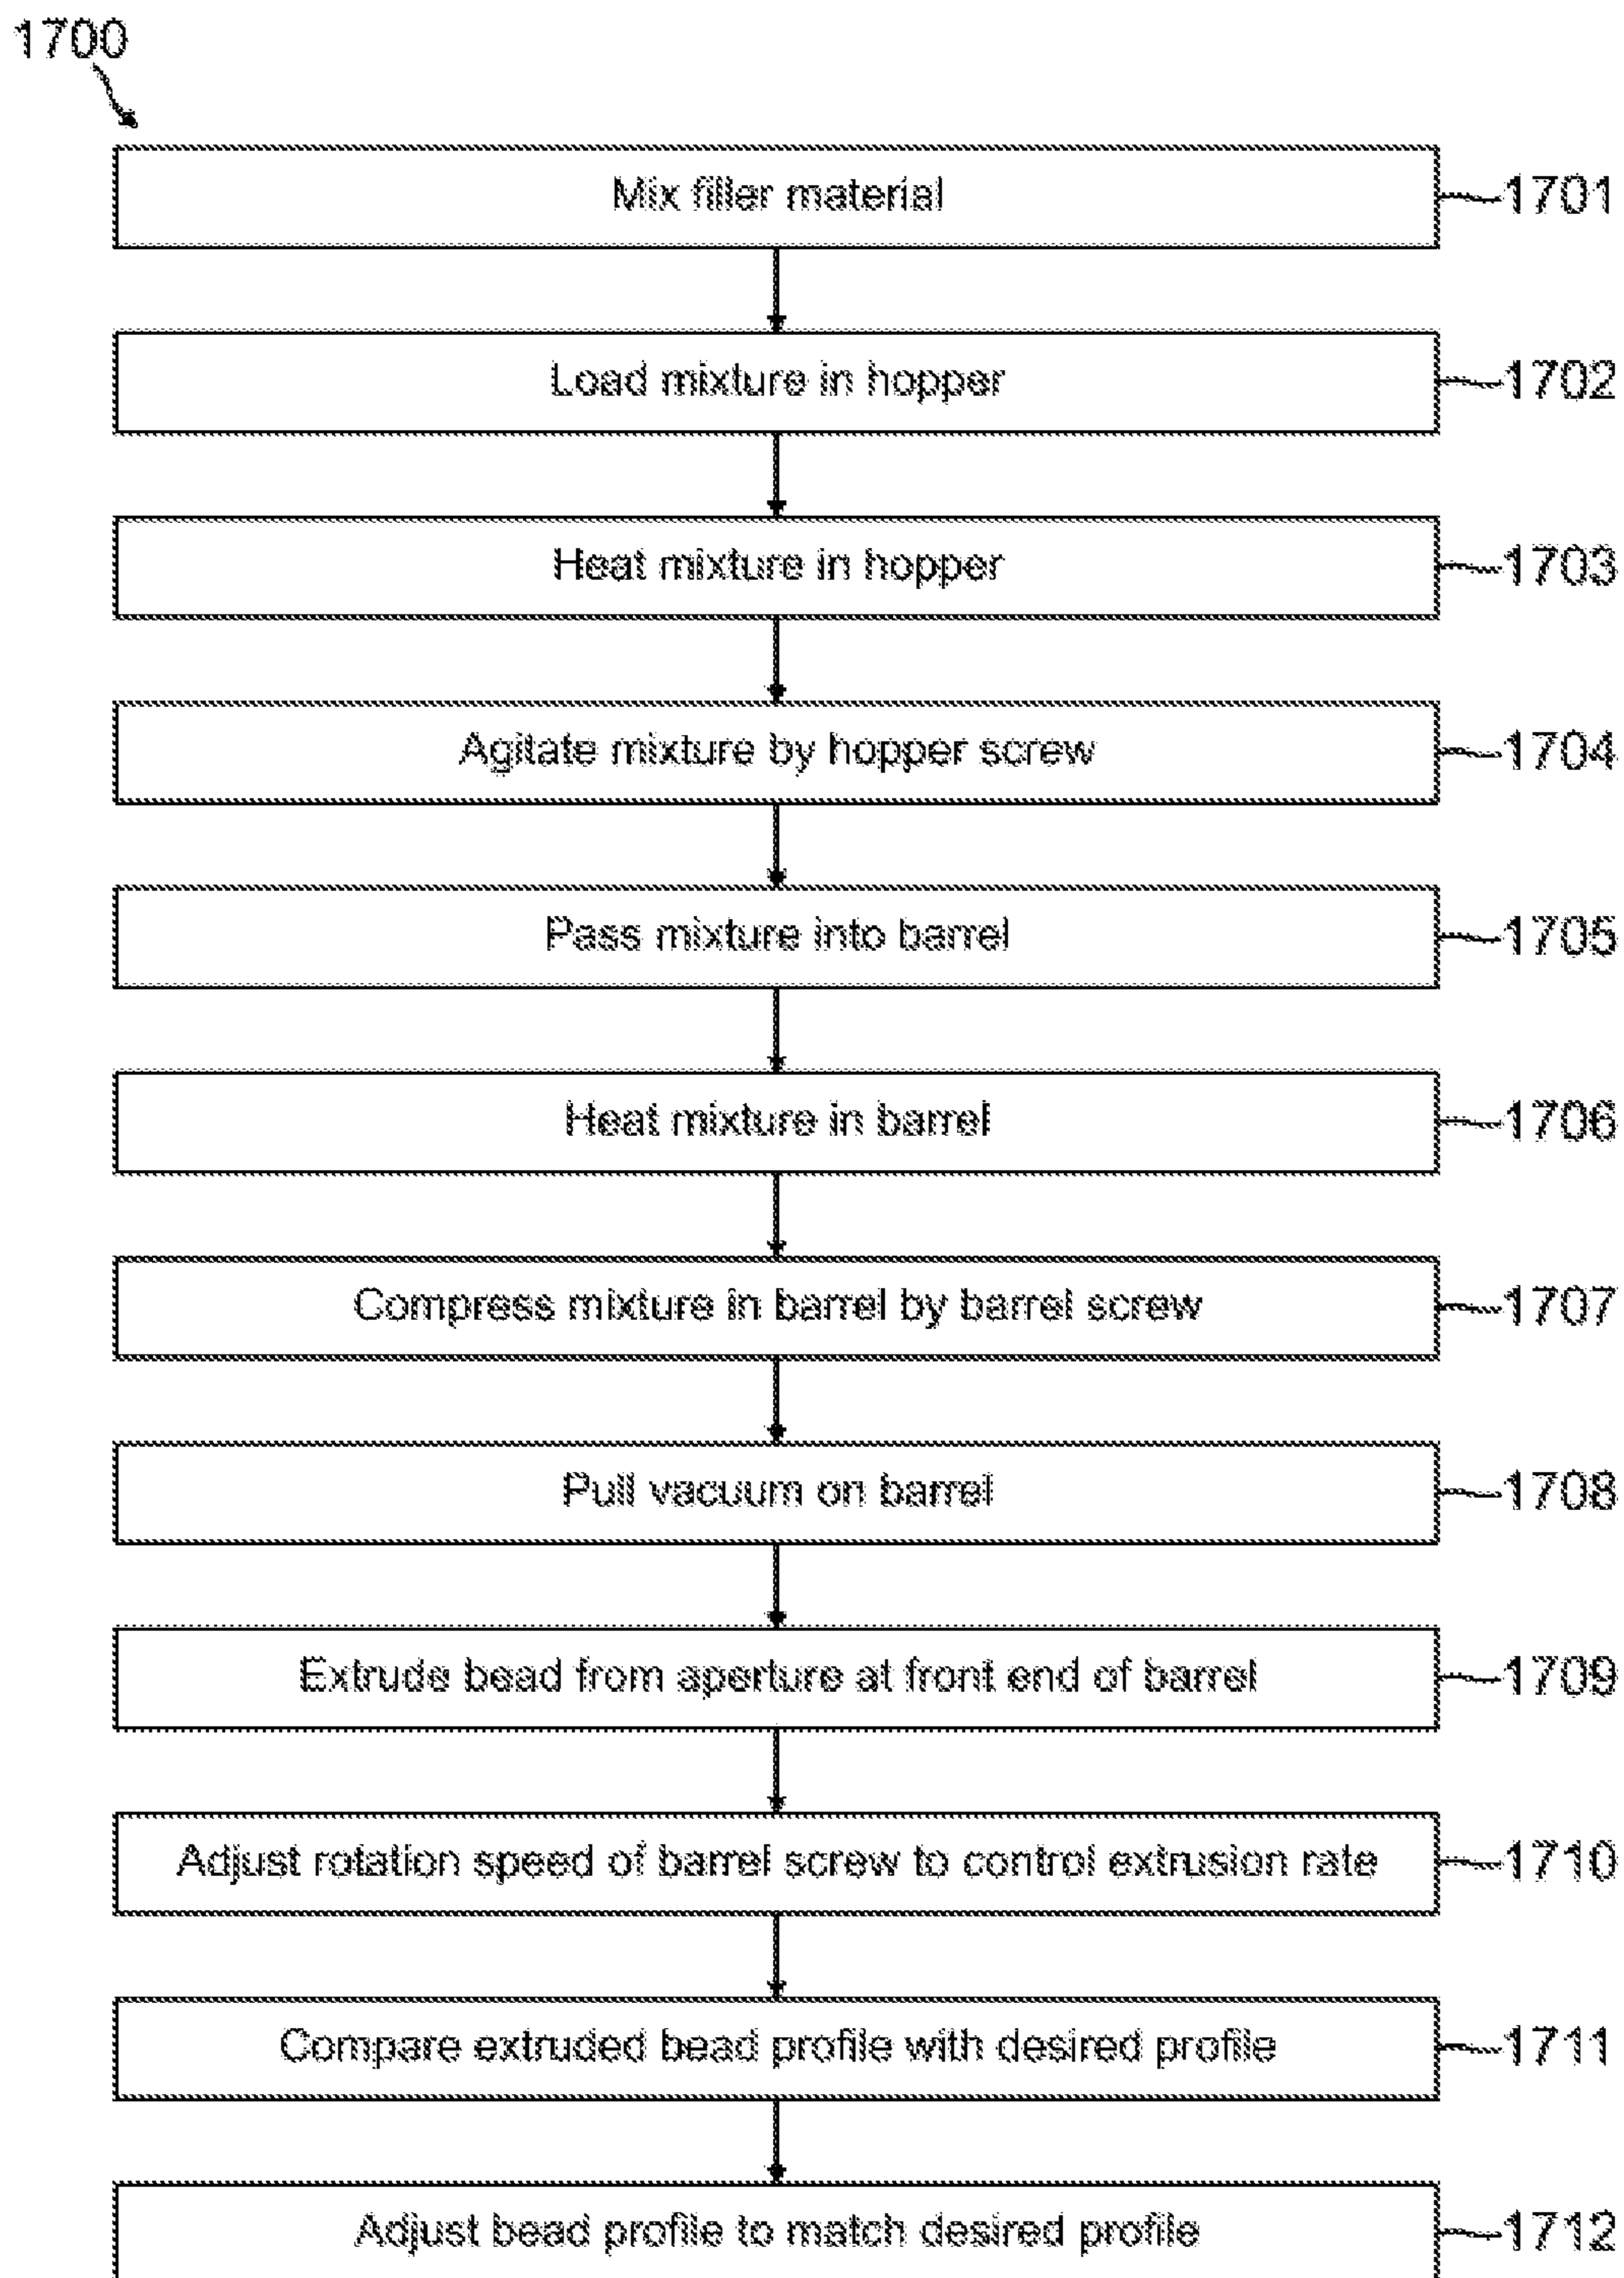 1700
Mix filler material 1701
Load mixture in hopper 1702
Heat mixture in hopper 1703
Agitate mixture by hopper screw 1704
Pass mixture into barrel 1705
Heat mixture in barrel 1706
Compress mixture in barrel by barrel screw 1707
Pull vacuum on barrel 1708
Extrude bead from aperture at front end of barrel 1709
Adjust rotation speed of barrel screw to control extrusion rate 1710
Compare extruded bead profile with desired profile 1711
Adjust bead profile to match desired profile 1712